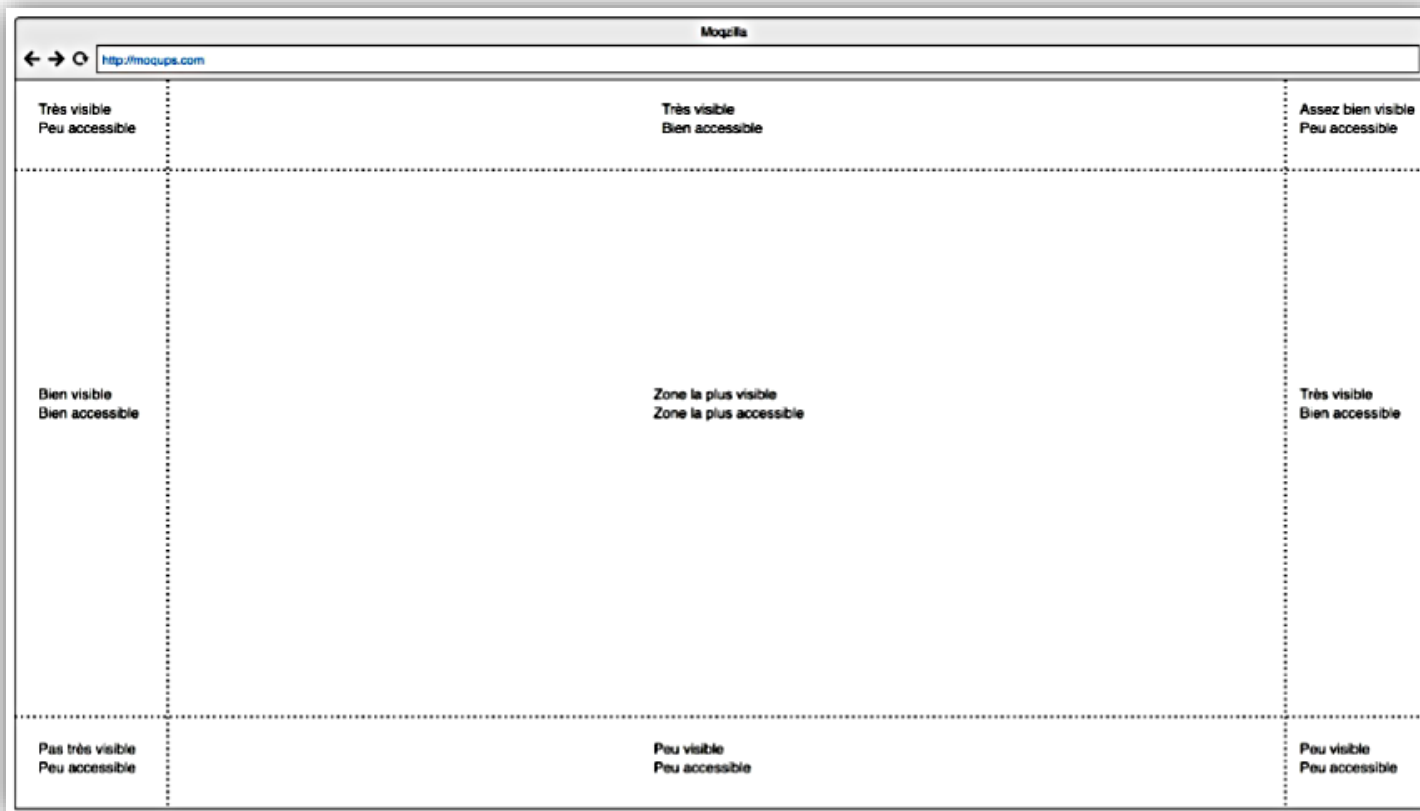 Moqzilla
http://moqups.com
Très visible
Peu accessible
Très visible
Bien accessible
Assez bien visible
Peu accessible
Bien visible
Bien accessible
Zone la plus visible
Zone la plus accessible
Très visible
Bien accessible
Pas très visible
Peu accessible
Peu visible
Peu accessible
Peu visible
Peu accessible